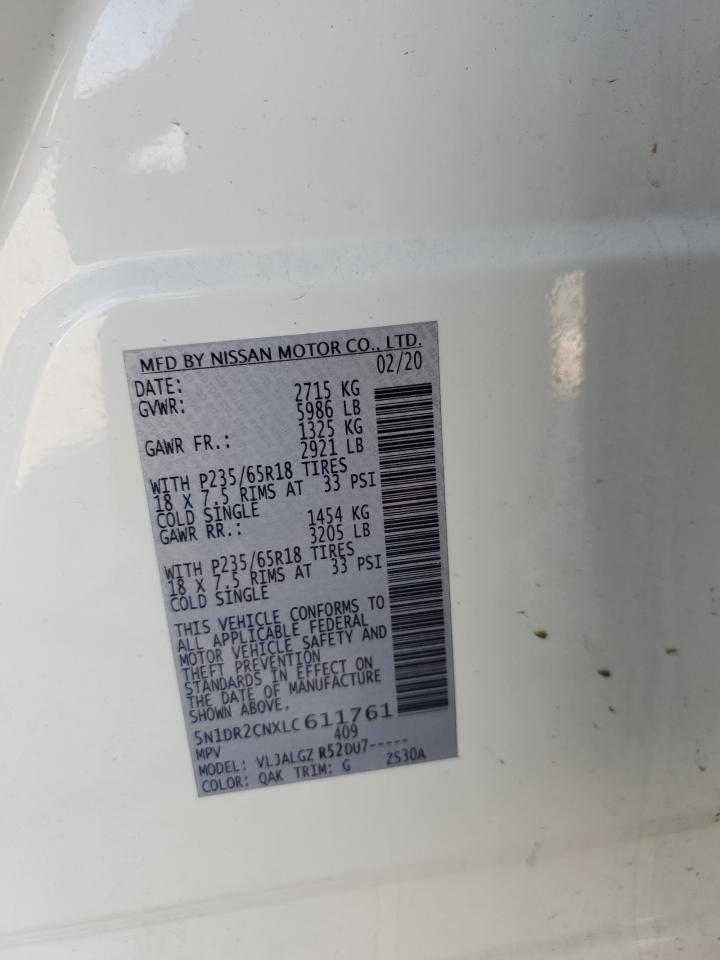 MFD BY NISSAN MOTOR CO., LTD.
DATE: 02/20
GVWR: 2715 KG
5986 LB
GAWR FR.: 1325 KG
2921 LB
WITH P235/65R18 TIRES
18 X 7.5 RIMS AT 33 PSI
COLD SINGLE
GAWR RR.: 1454 KG
3205 LB
WITH P235/65R18 TIRES
18 X 7.5 RIMS AT 33 PSI
COLD SINGLE
THIS VEHICLE CONFORMS TO
ALL APPLICABLE FEDERAL
MOTOR VEHICLE SAFETY AND
THEFT PREVENTION
STANDARDS IN EFFECT ON
THE DATE OF MANUFACTURE
SHOWN ABOVE.
5N1DR2CNXLC611761
MPV 409
MODEL: VLJALGZ R52DU7-----
COLOR: QAK TRIM: G ZS30A